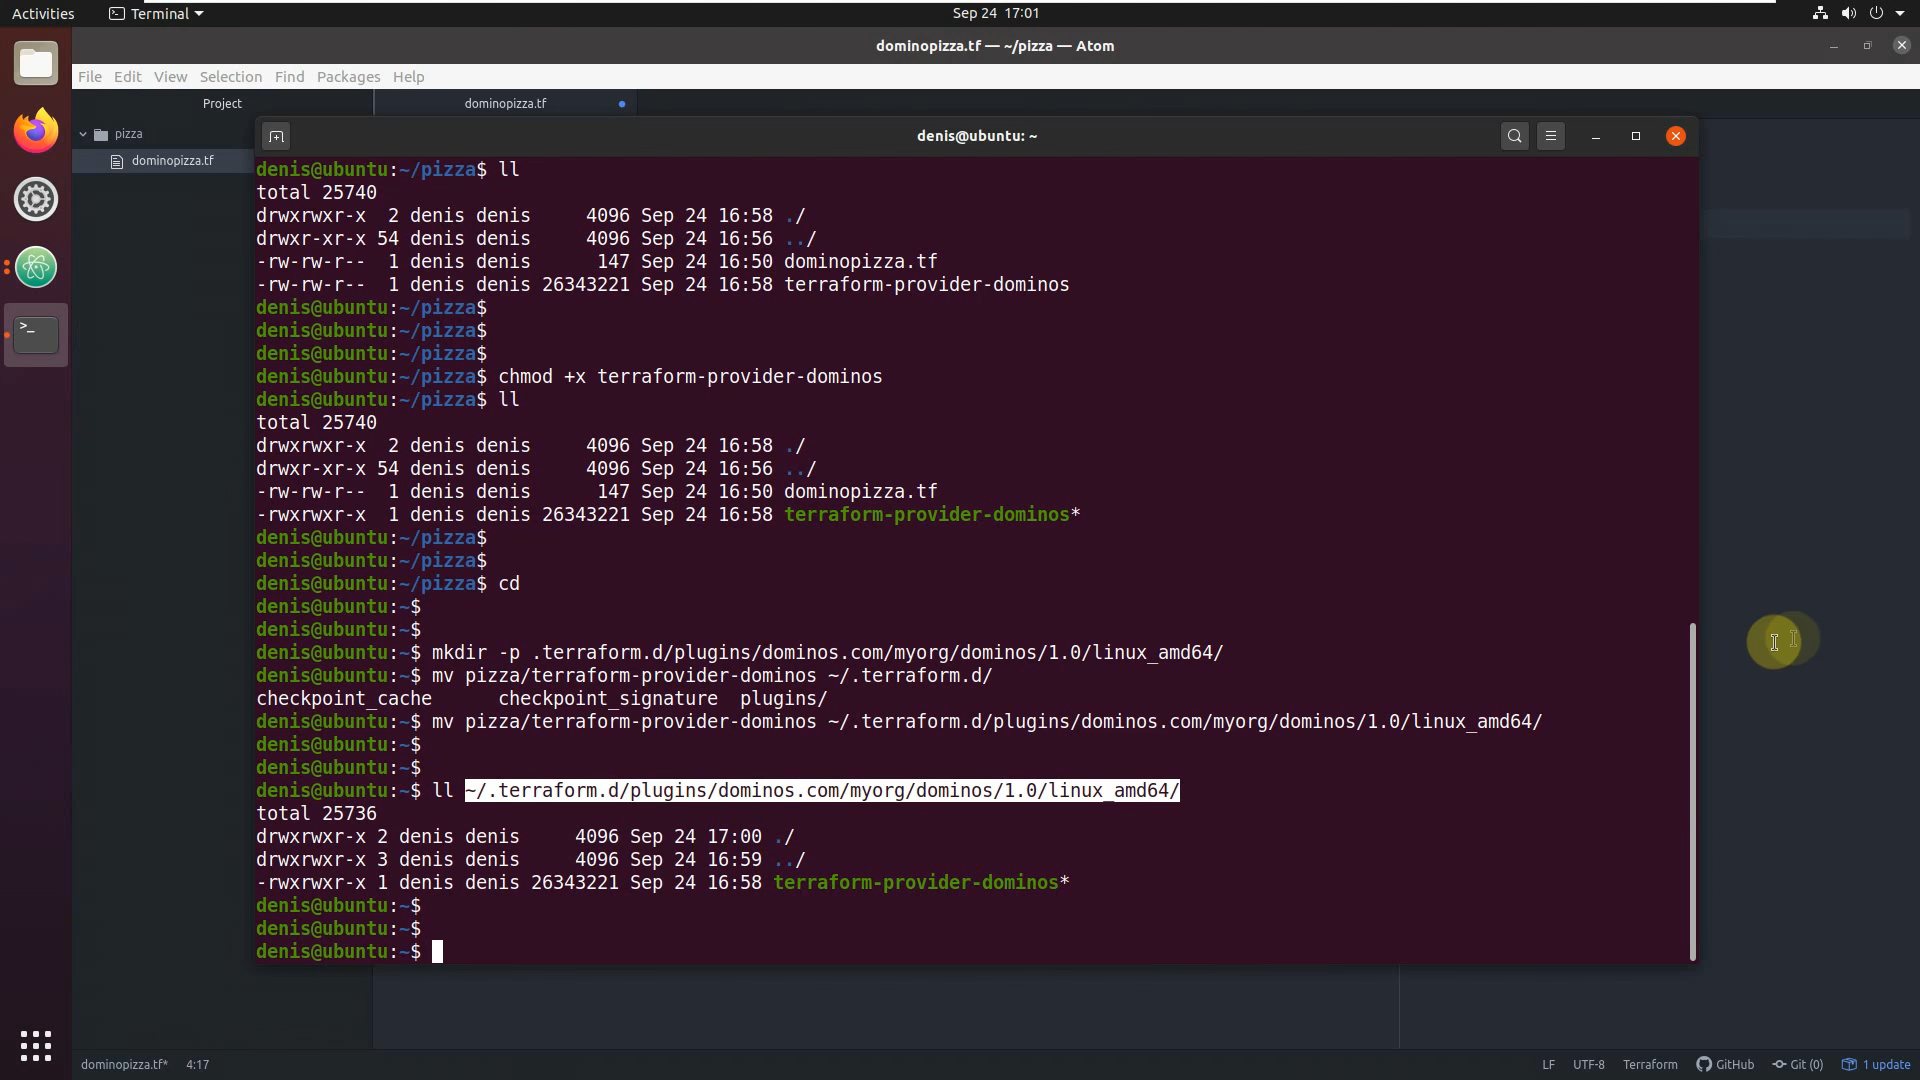 Activities Terminal Sep 24 17:01
dominopizza.tf — ~/pizza — Atom
File Edit View Selection Find Packages Help
Project dominopizza.tf
pizza
dominopizza.tf
denis@ubuntu: ~
denis@ubuntu:~/pizza$ ll
total 25740
drwxrwxr-x 2 denis denis 4096 Sep 24 16:58 ./
drwxr-xr-x 54 denis denis 4096 Sep 24 16:56 ../
-rw-rw-r-- 1 denis denis 147 Sep 24 16:50 dominopizza.tf
-rw-rw-r-- 1 denis denis 26343221 Sep 24 16:58 terraform-provider-dominos
denis@ubuntu:~/pizza$
denis@ubuntu:~/pizza$
denis@ubuntu:~/pizza$
denis@ubuntu:~/pizza$ chmod +x terraform-provider-dominos
denis@ubuntu:~/pizza$ ll
total 25740
drwxrwxr-x 2 denis denis 4096 Sep 24 16:58 ./
drwxr-xr-x 54 denis denis 4096 Sep 24 16:56 ../
-rw-rw-r-- 1 denis denis 147 Sep 24 16:50 dominopizza.tf
-rwxrwxr-x 1 denis denis 26343221 Sep 24 16:58 terraform-provider-dominos*
denis@ubuntu:~/pizza$
denis@ubuntu:~/pizza$
denis@ubuntu:~/pizza$ cd
denis@ubuntu:~$
denis@ubuntu:~$
denis@ubuntu:~$ mkdir -p .terraform.d/plugins/dominos.com/myorg/dominos/1.0/linux_amd64/
denis@ubuntu:~$ mv pizza/terraform-provider-dominos ~/.terraform.d/
checkpoint_cache checkpoint_signature plugins/
denis@ubuntu:~$ mv pizza/terraform-provider-dominos ~/.terraform.d/plugins/dominos.com/myorg/dominos/1.0/linux_amd64/
denis@ubuntu:~$
denis@ubuntu:~$
denis@ubuntu:~$ ll ~/.terraform.d/plugins/dominos.com/myorg/dominos/1.0/linux_amd64/
total 25736
drwxrwxr-x 2 denis denis 4096 Sep 24 17:00 ./
drwxrwxr-x 3 denis denis 4096 Sep 24 16:59 ../
-rwxrwxr-x 1 denis denis 26343221 Sep 24 16:58 terraform-provider-dominos*
denis@ubuntu:~$
denis@ubuntu:~$
denis@ubuntu:~$
dominopizza.tf* 4:17 LF UTF-8 Terraform GitHub Git (0) 1 update